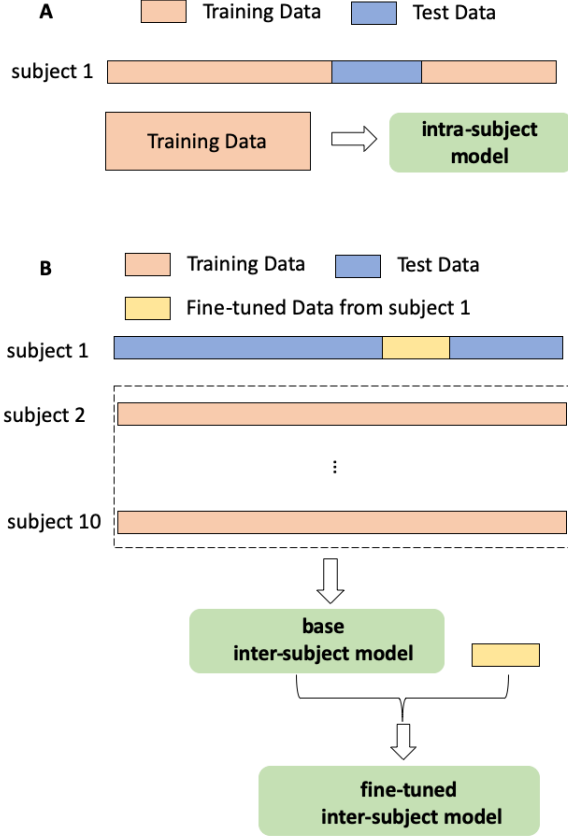 A
Training Data
Test Data
subject 1
Training Data
intra-subject
model
B
Training Data
Test Data
Fine-tuned Data from subject 1
subject 1
subject 2
...
subject 10
base
inter-subject model
fine-tuned
inter-subject model